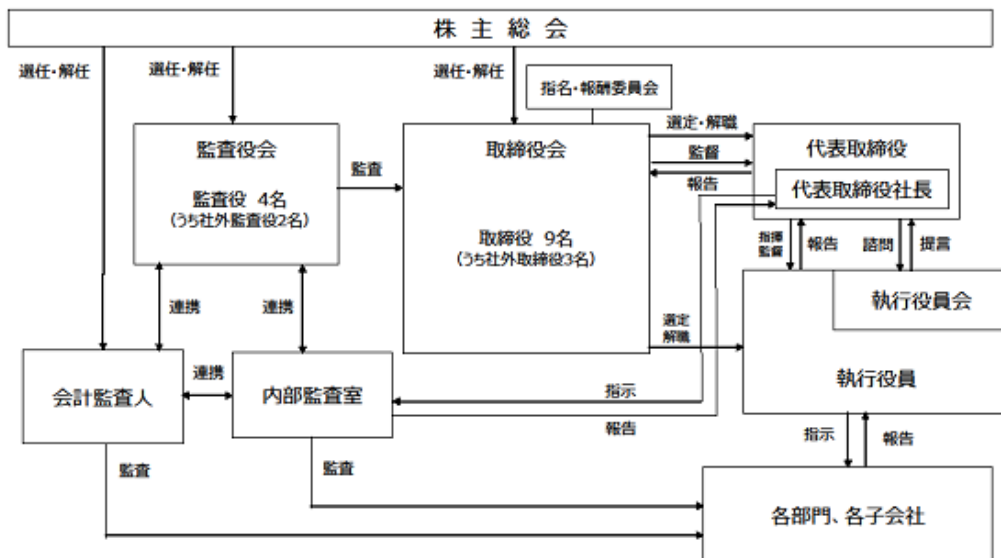 株主総会
選任・解任
選任・解任
選任・解任
指名・報酬委員会
監査役会
監査役 4名
（うち社外監査役2名）
監査
取締役会
取締役 9名
（うち社外取締役3名）
選定・解職
監督
報告
代表取締役
代表取締役社長
指揮
監督
報告
諮問
提言
執行役員会
執行役員
連携
連携
選定
解職
会計監査人
連携
内部監査室
指示
報告
指示
報告
監査
監査
各部門、各子会社